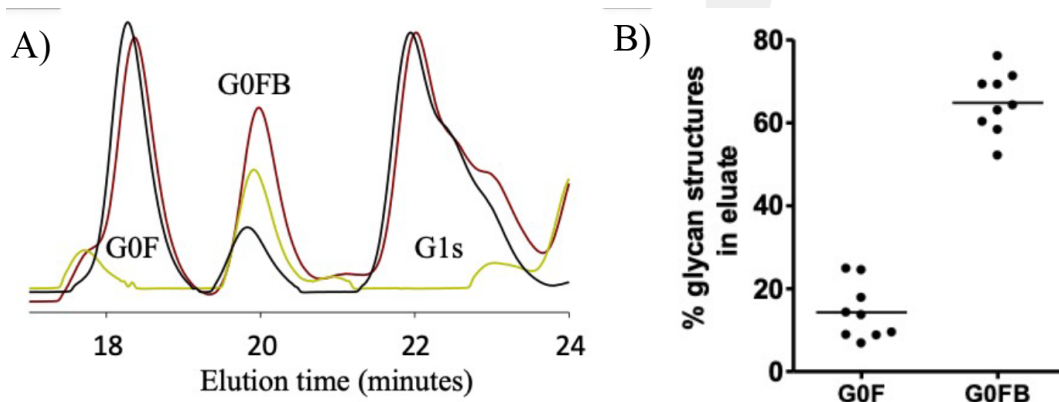 A)
G0FB
G0F
G1s
18
20
22
24
Elution time (minutes)
B)
% glycan structures
in eluate
80
60
40
20
0
G0F
G0FB